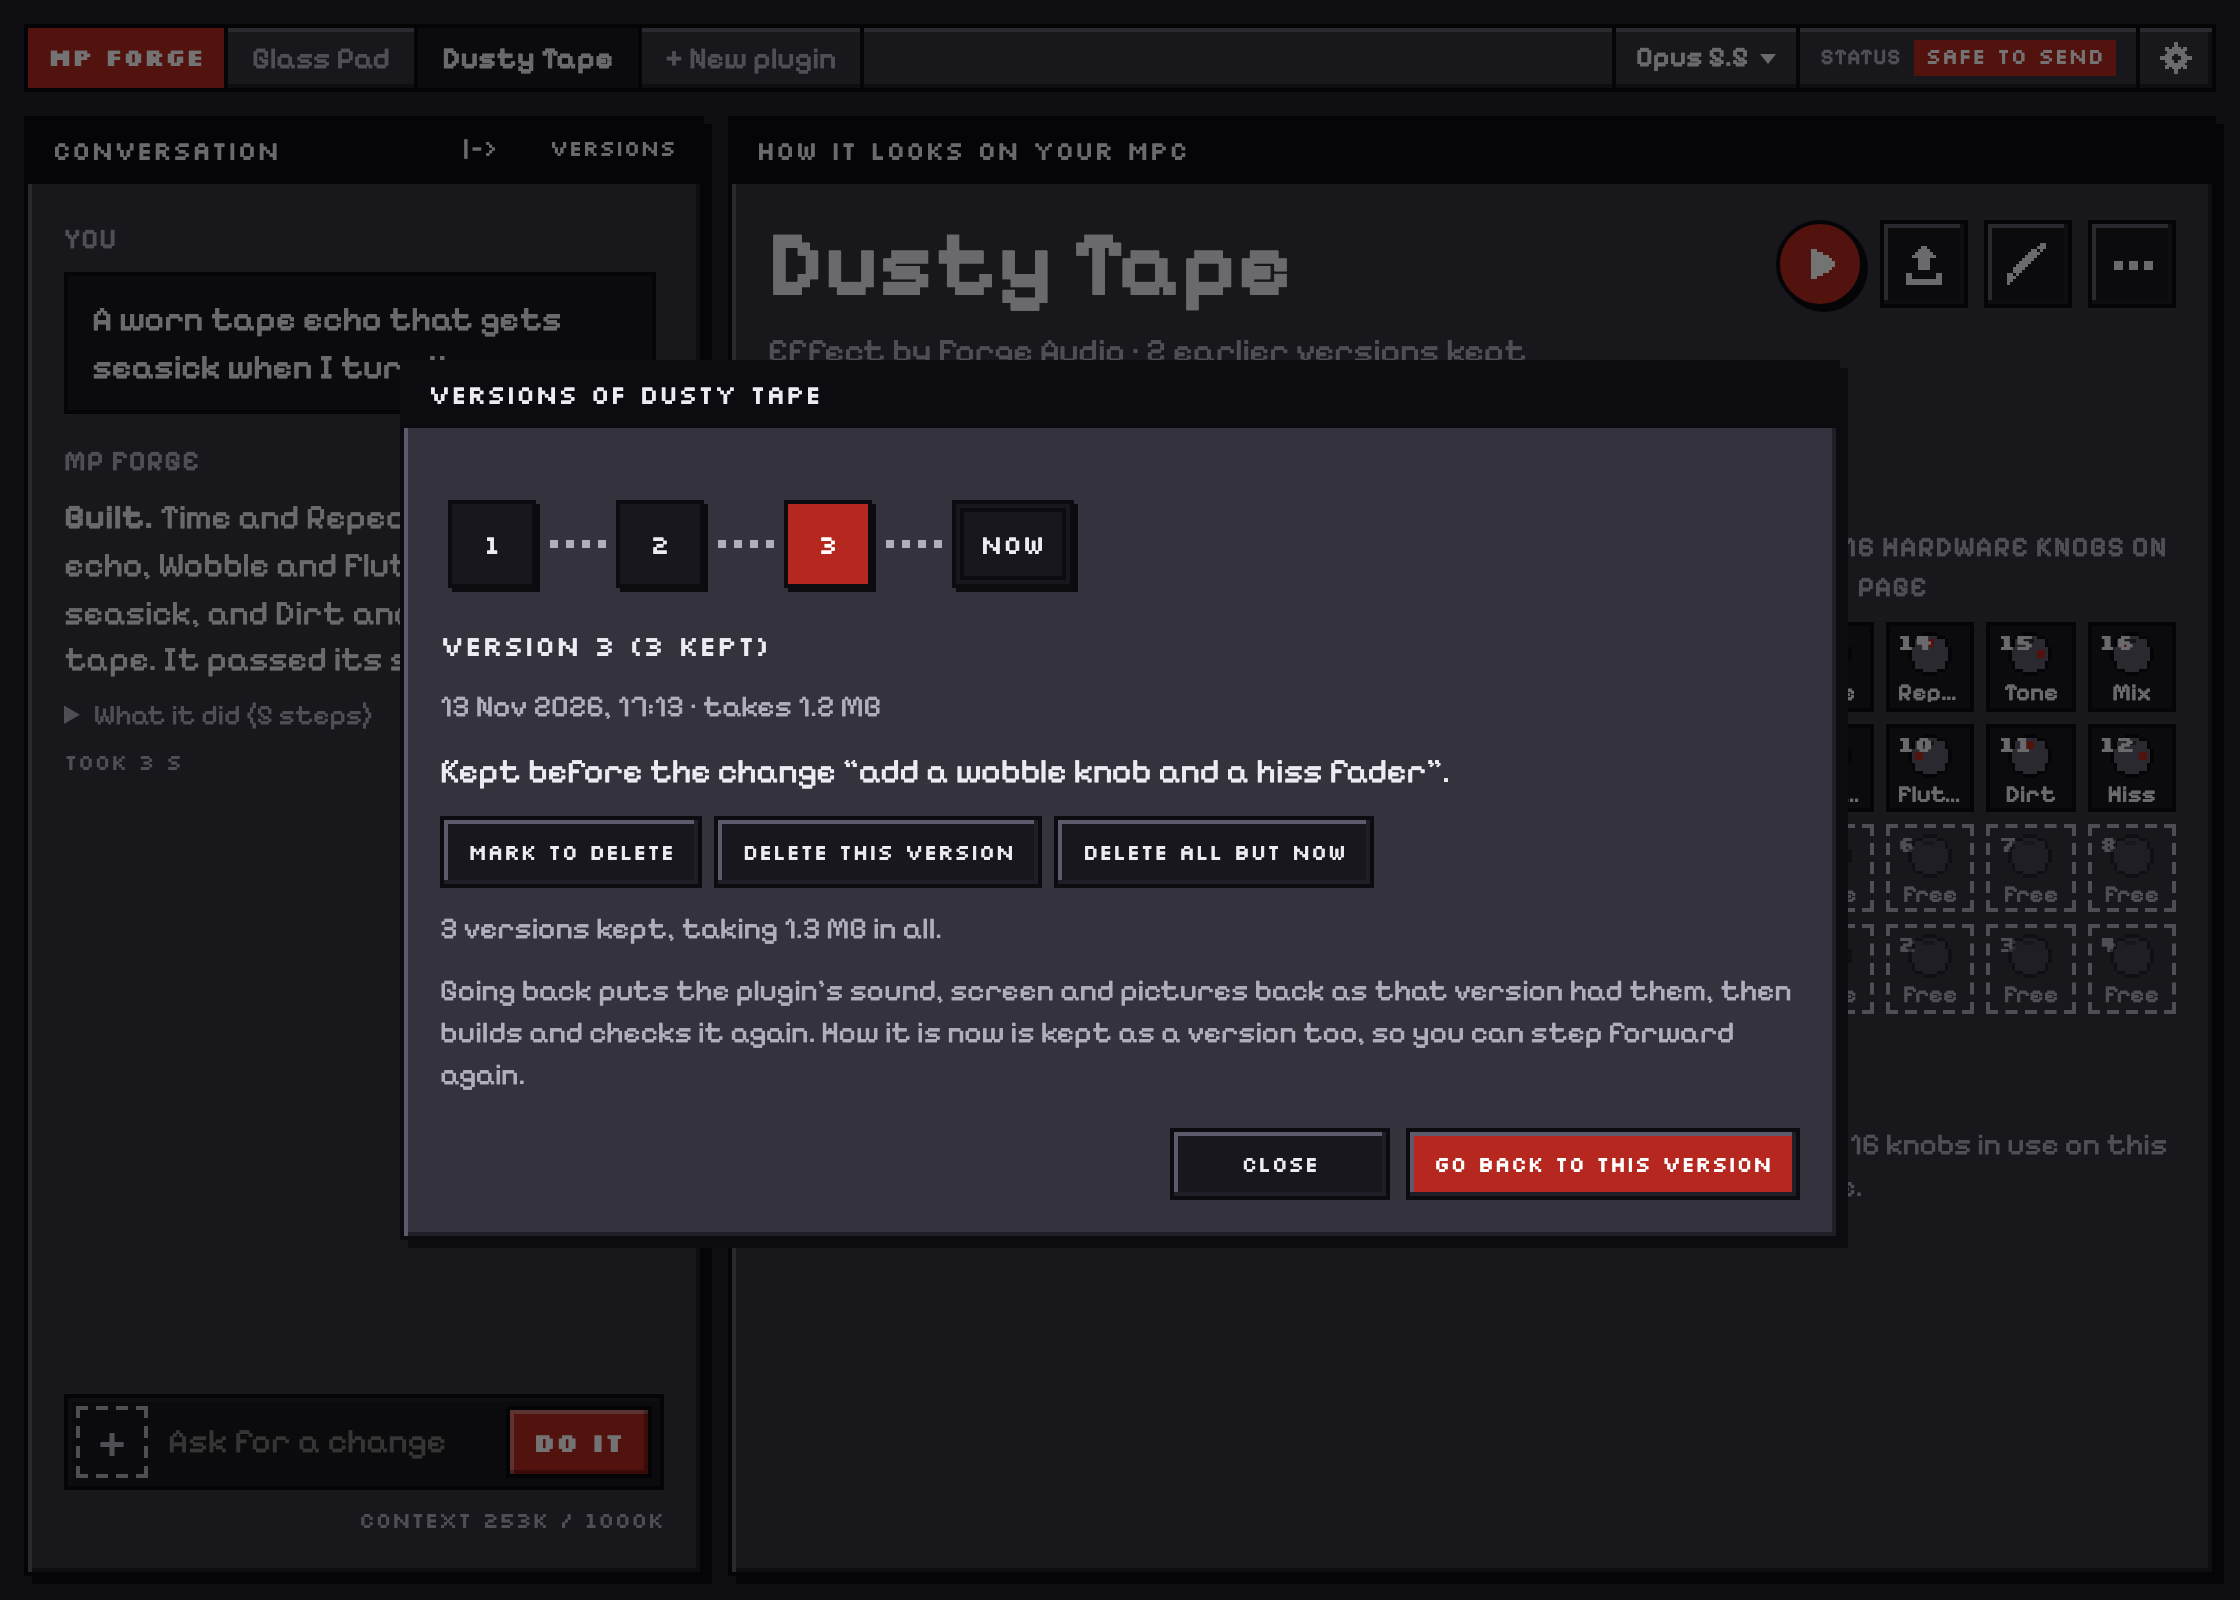 MP FORGE
Glass Pad
Dusty Tape
+ New plugin
Opus 5.5
STATUS
SAFE TO SEND
CONVERSATION
|->
VERSIONS
YOU
A worn tape echo that gets
seasick when I
MP FORGE
Built. Time and
echo, Wobble and
seasick, and Dirt
tape. It passed its
What it did (5 steps)
TOOK 3 S
+
Ask for a change
DO IT
CONTEXT 253K / 1000K
HOW IT LOOKS ON YOUR MPC
Dusty Tape
Effect by Forge Audio · 2 earlier versions kept
16 HARDWARE KNOBS ON
PAGE
14 15 16
Rep... Tone Mix
10 11 12
Flut... Dirt Hiss
6 7 8
Free Free Free
2 3 4
Free Free Free
16 knobs in use on this
VERSIONS OF DUSTY TAPE
1 2 3 NOW
VERSION 3 (3 KEPT)
13 Nov 2026, 17:13 · takes 1.2 MB
Kept before the change “add a wobble knob and a hiss fader”.
MARK TO DELETE
DELETE THIS VERSION
DELETE ALL BUT NOW
3 versions kept, taking 1.3 MB in all.
Going back puts the plugin’s sound, screen and pictures back as that version had them, then
builds and checks it again. How it is now is kept as a version too, so you can step forward
again.
CLOSE
GO BACK TO THIS VERSION